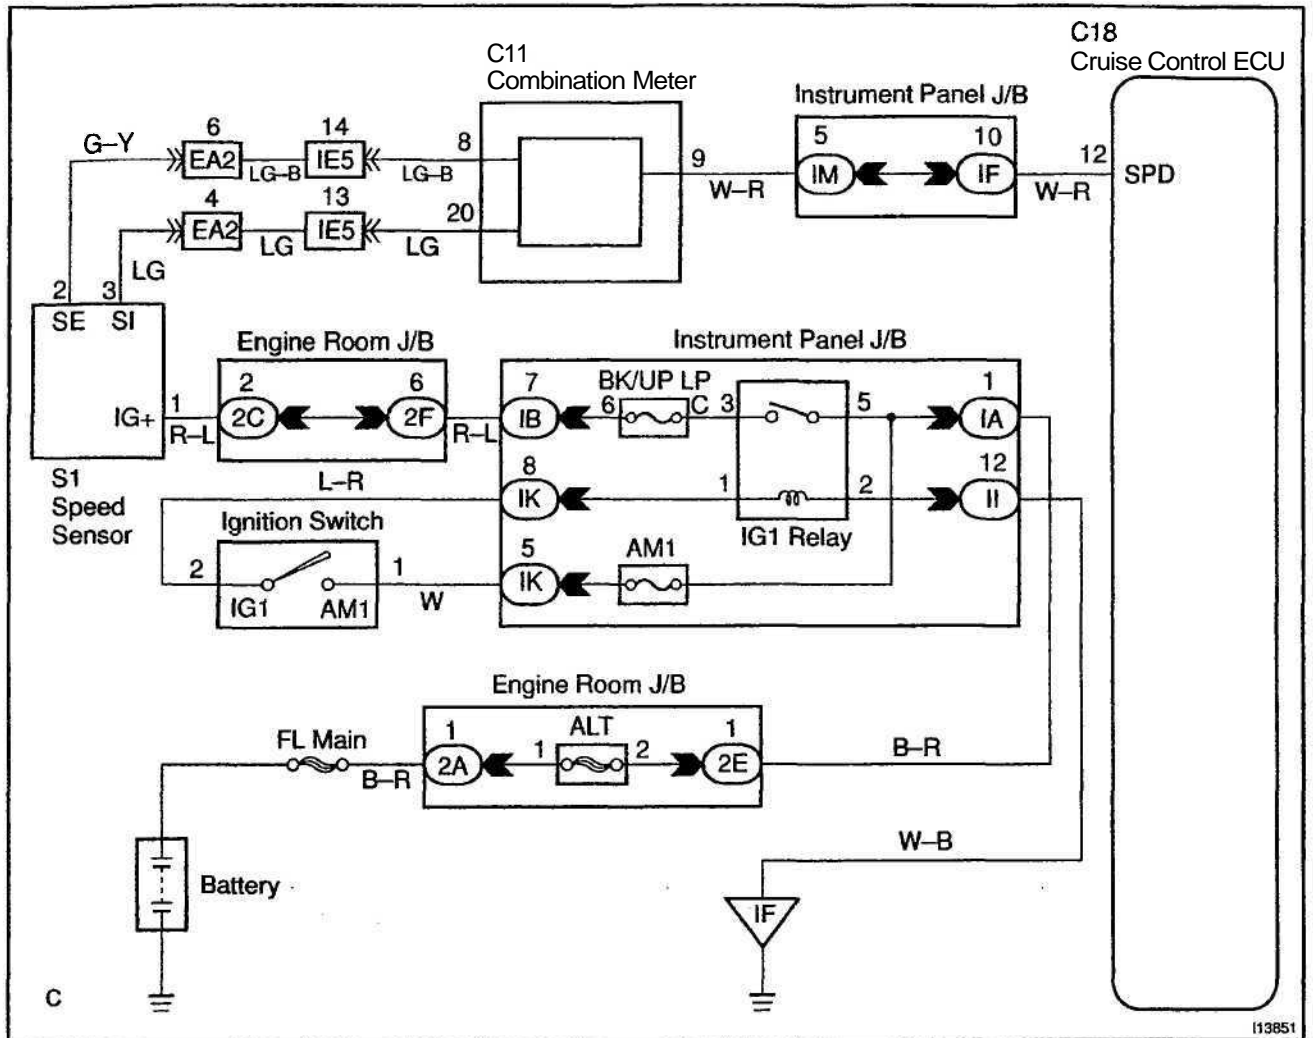 C18
Cruise Control ECU
C11
Combination Meter
Instrument Panel J/B
G–Y
6
EA2
LG–B
14
IE5
LG–B
8
9
W–R
5
IM
10
IF
W–R
12
SPD
4
EA2
LG
13
IE5
LG
20
LG
2
3
SE
SI
IG+
1
R–L
S1
Speed
Sensor
Engine Room J/B
2
2C
6
2F
R–L
Instrument Panel J/B
7
IB
BK/UP LP
6
C
3
5
1
IA
L–R
8
IK
1
2
12
II
IG1 Relay
Ignition Switch
2
IG1
AM1
1
W
5
IK
AM1
Engine Room J/B
FL Main
B–R
1
2A
ALT
1
2
1
2E
B–R
W–B
Battery
IF
C
I13851